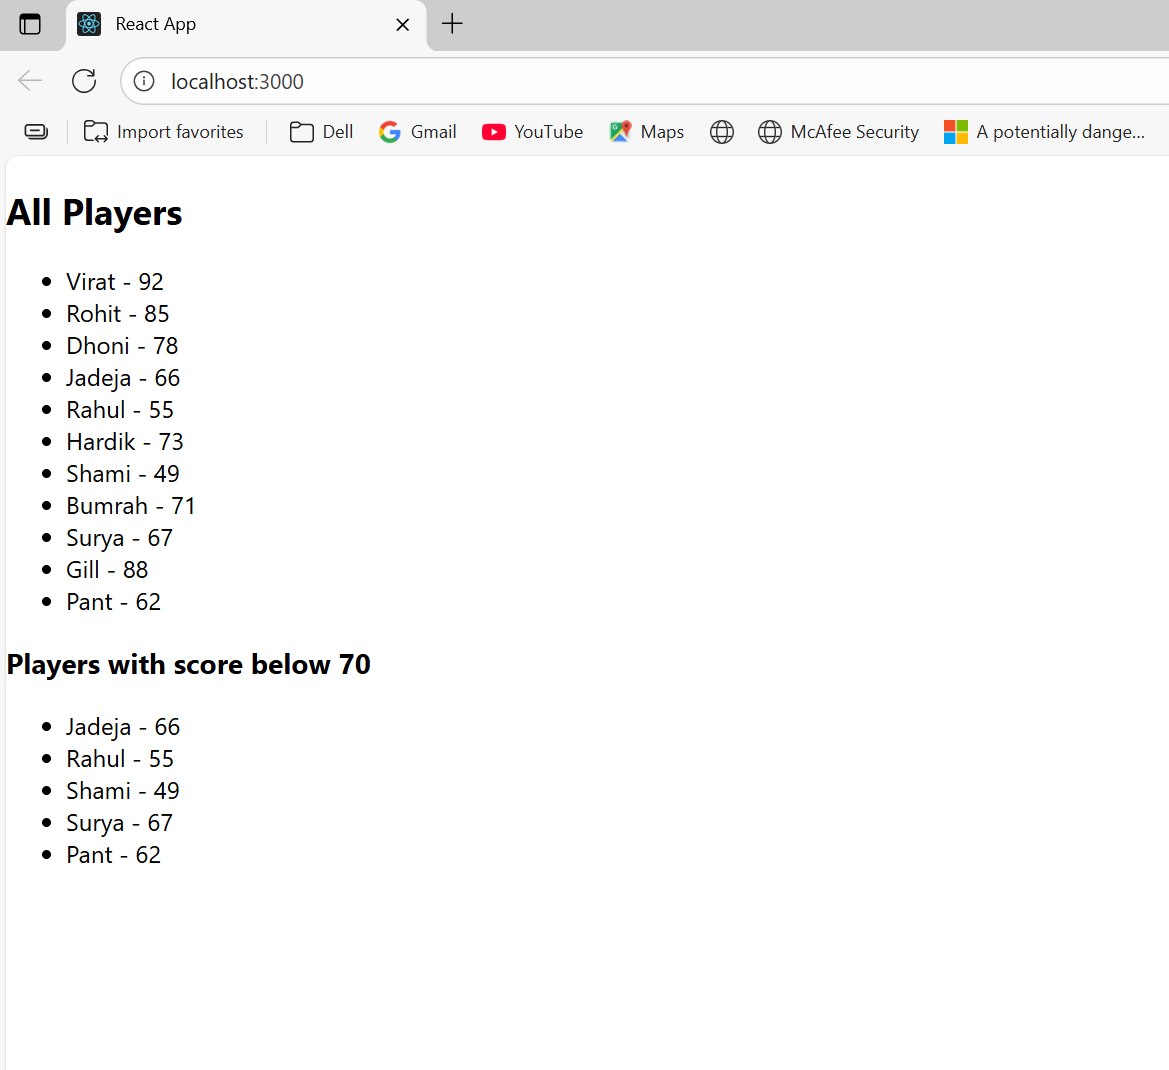 React App
localhost:3000
Import favorites Dell Gmail YouTube Maps McAfee Security A potentially dange...
All Players
Virat - 92
Rohit - 85
Dhoni - 78
Jadeja - 66
Rahul - 55
Hardik - 73
Shami - 49
Bumrah - 71
Surya - 67
Gill - 88
Pant - 62
Players with score below 70
Jadeja - 66
Rahul - 55
Shami - 49
Surya - 67
Pant - 62